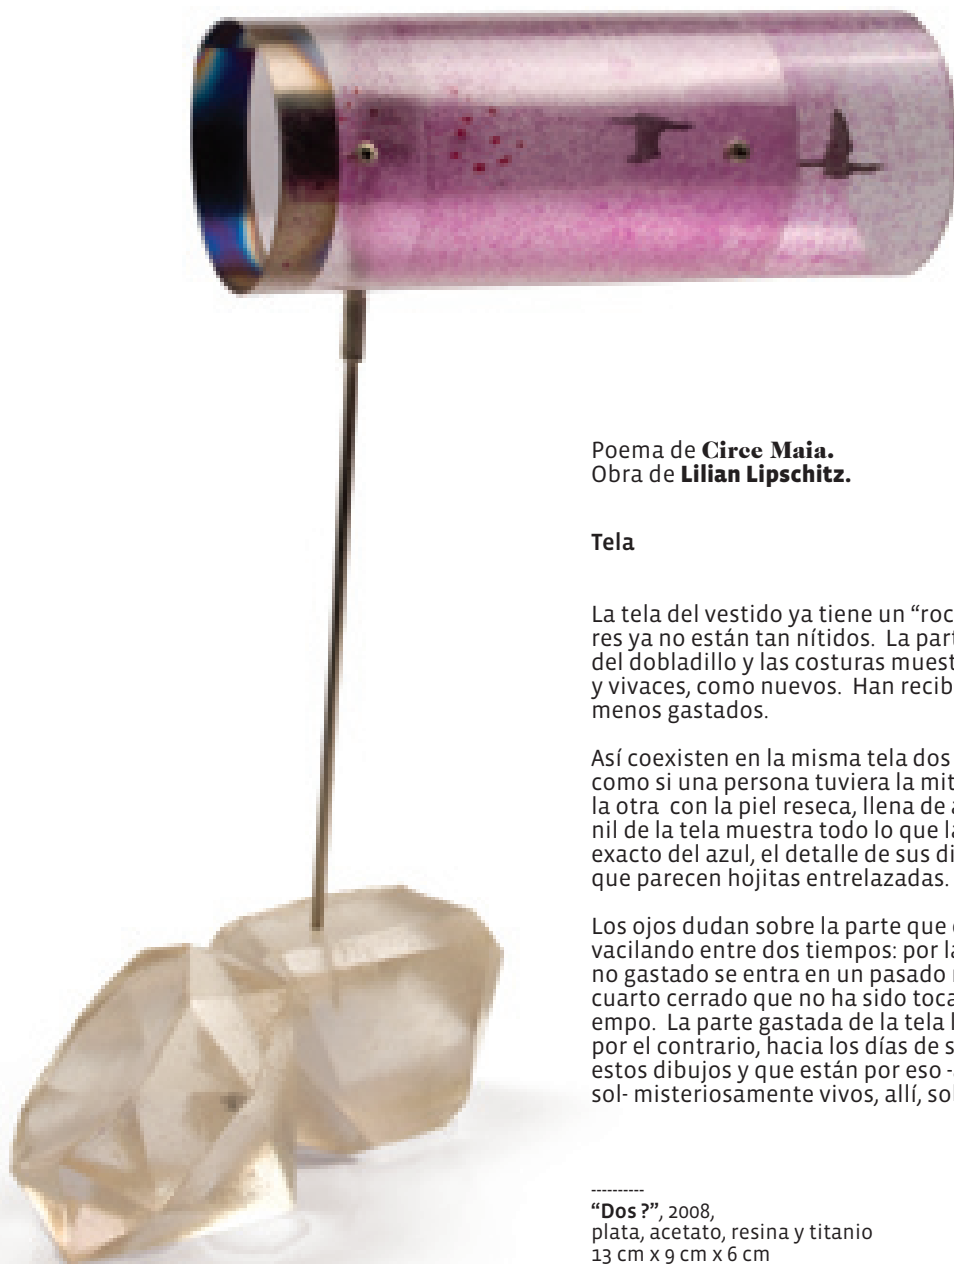 Poema de Circe Maia.
Obra de Lilian Lipschitz.
Tela
La tela del vestido ya tiene un “roc
res ya no están tan nítidos. La part
del dobladillo y las costuras muest
y vivaces, como nuevos. Han recib
menos gastados.
Así coexisten en la misma tela dos
como si una persona tuviera la mit
la otra con la piel reseca, llena de a
nil de la tela muestra todo lo que la
exacto del azul, el detalle de sus di
que parecen hojitas entrelazadas.
Los ojos dudan sobre la parte que
vacilando entre dos tiempos: por la
no gastado se entra en un pasado
cuarto cerrado que no ha sido toca
empo. La parte gastada de la tela l
por el contrario, hacia los días de s
estos dibujos y que están por eso -
sol- misteriosamente vivos, allí, so
----------
“Dos ?”, 2008,
plata, acetato, resina y titanio
13 cm x 9 cm x 6 cm